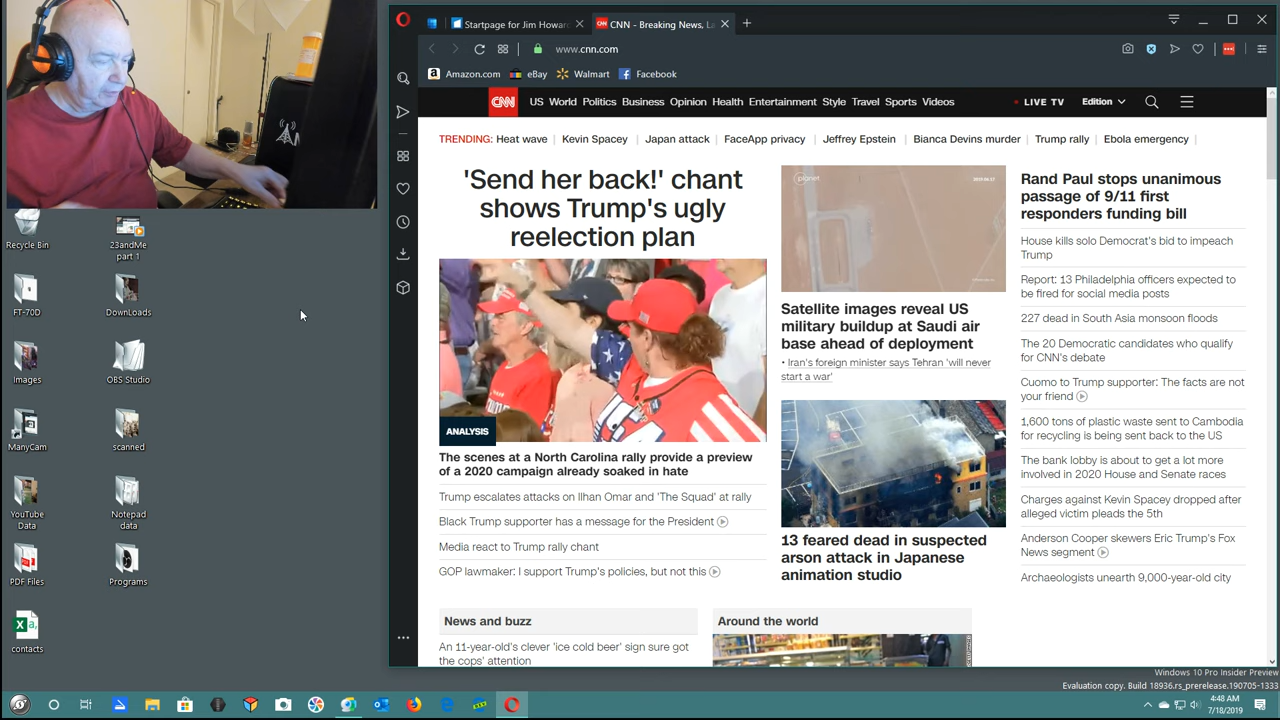 Startpage for Jim Howard
CNN - Breaking News, La
www.cnn.com
Amazon.com
eBay
Walmart
Facebook
CNN
US World Politics Business Opinion Health Entertainment Style Travel Sports Videos
LIVE TV
Edition
TRENDING: Heat wave | Kevin Spacey | Japan attack | FaceApp privacy | Jeffrey Epstein | Bianca Devins murder | Trump rally | Ebola emergency |
'Send her back!' chant
shows Trump's ugly
reelection plan
ANALYSIS
The scenes at a North Carolina rally provide a preview
of a 2020 campaign already soaked in hate
Trump escalates attacks on Ilhan Omar and 'The Squad' at rally
Black Trump supporter has a message for the President
Media react to Trump rally chant
GOP lawmaker: I support Trump's policies, but not this
News and buzz
An 11-year-old's clever 'ice cold beer' sign sure got
the cops' attention
planet.
Satellite images reveal US
military buildup at Saudi air
base ahead of deployment
• Iran's foreign minister says Tehran 'will never
start a war'
13 feared dead in suspected
arson attack in Japanese
animation studio
Around the world
Rand Paul stops unanimous
passage of 9/11 first
responders funding bill
House kills solo Democrat's bid to impeach
Trump
Report: 13 Philadelphia officers expected to
be fired for social media posts
227 dead in South Asia monsoon floods
The 20 Democratic candidates who qualify
for CNN's debate
Cuomo to Trump supporter: The facts are not
your friend
1,600 tons of plastic waste sent to Cambodia
for recycling is being sent back to the US
The bank lobby is about to get a lot more
involved in 2020 House and Senate races
Charges against Kevin Spacey dropped after
alleged victim pleads the 5th
Anderson Cooper skewers Eric Trump's Fox
News segment
Archaeologists unearth 9,000-year-old city
Recycle Bin
23andMe
part 1
FT-70D
DownLoads
Images
OBS Studio
ManyCam
scanned
YouTube
Data
Notepad
data
PDF Files
Programs
contacts
Windows 10 Pro Insider Preview
Evaluation copy. Build 18936.rs_prerelease.190705-1333
4:48 AM
7/18/2019